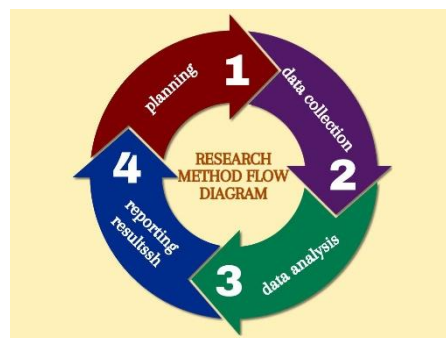 1
planning
data collection
2
3
data analysis
4
reporting
resultssh
RESEARCH
METHOD FLOW
DIAGRAM